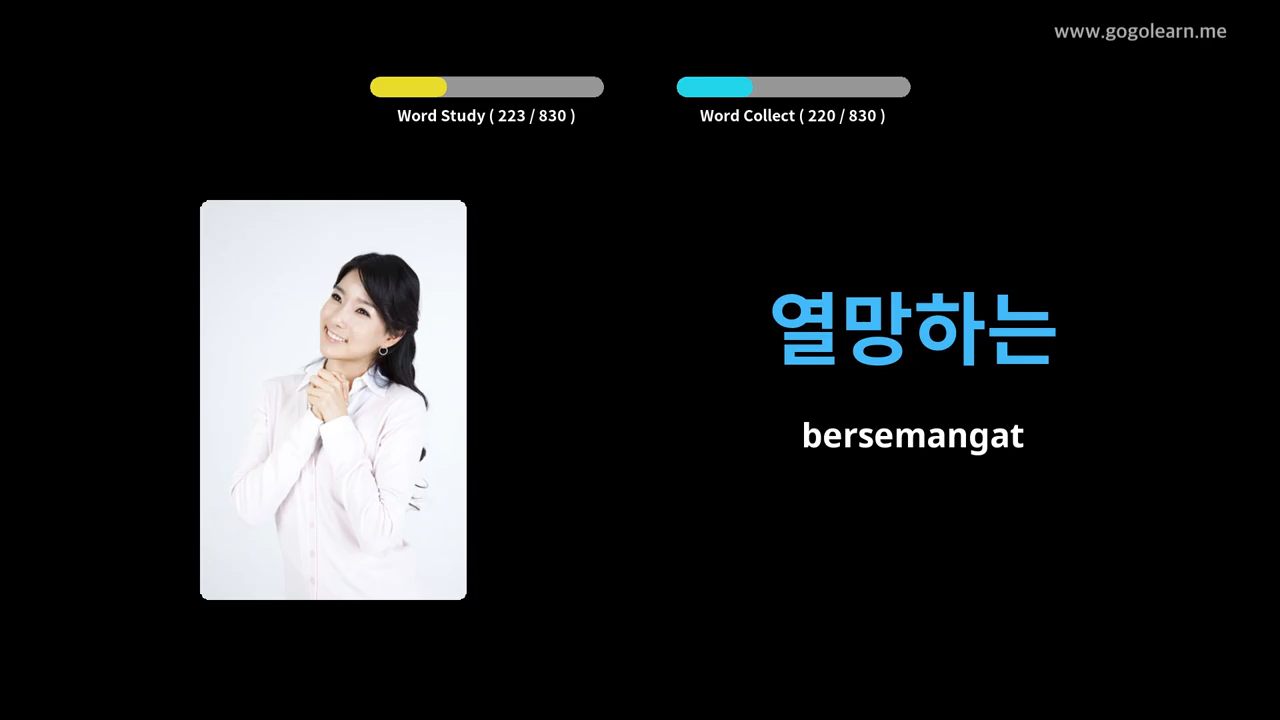 www.gogolearn.me
Word Study ( 223 / 830 )
Word Collect ( 220 / 830 )
열망하는
bersemangat